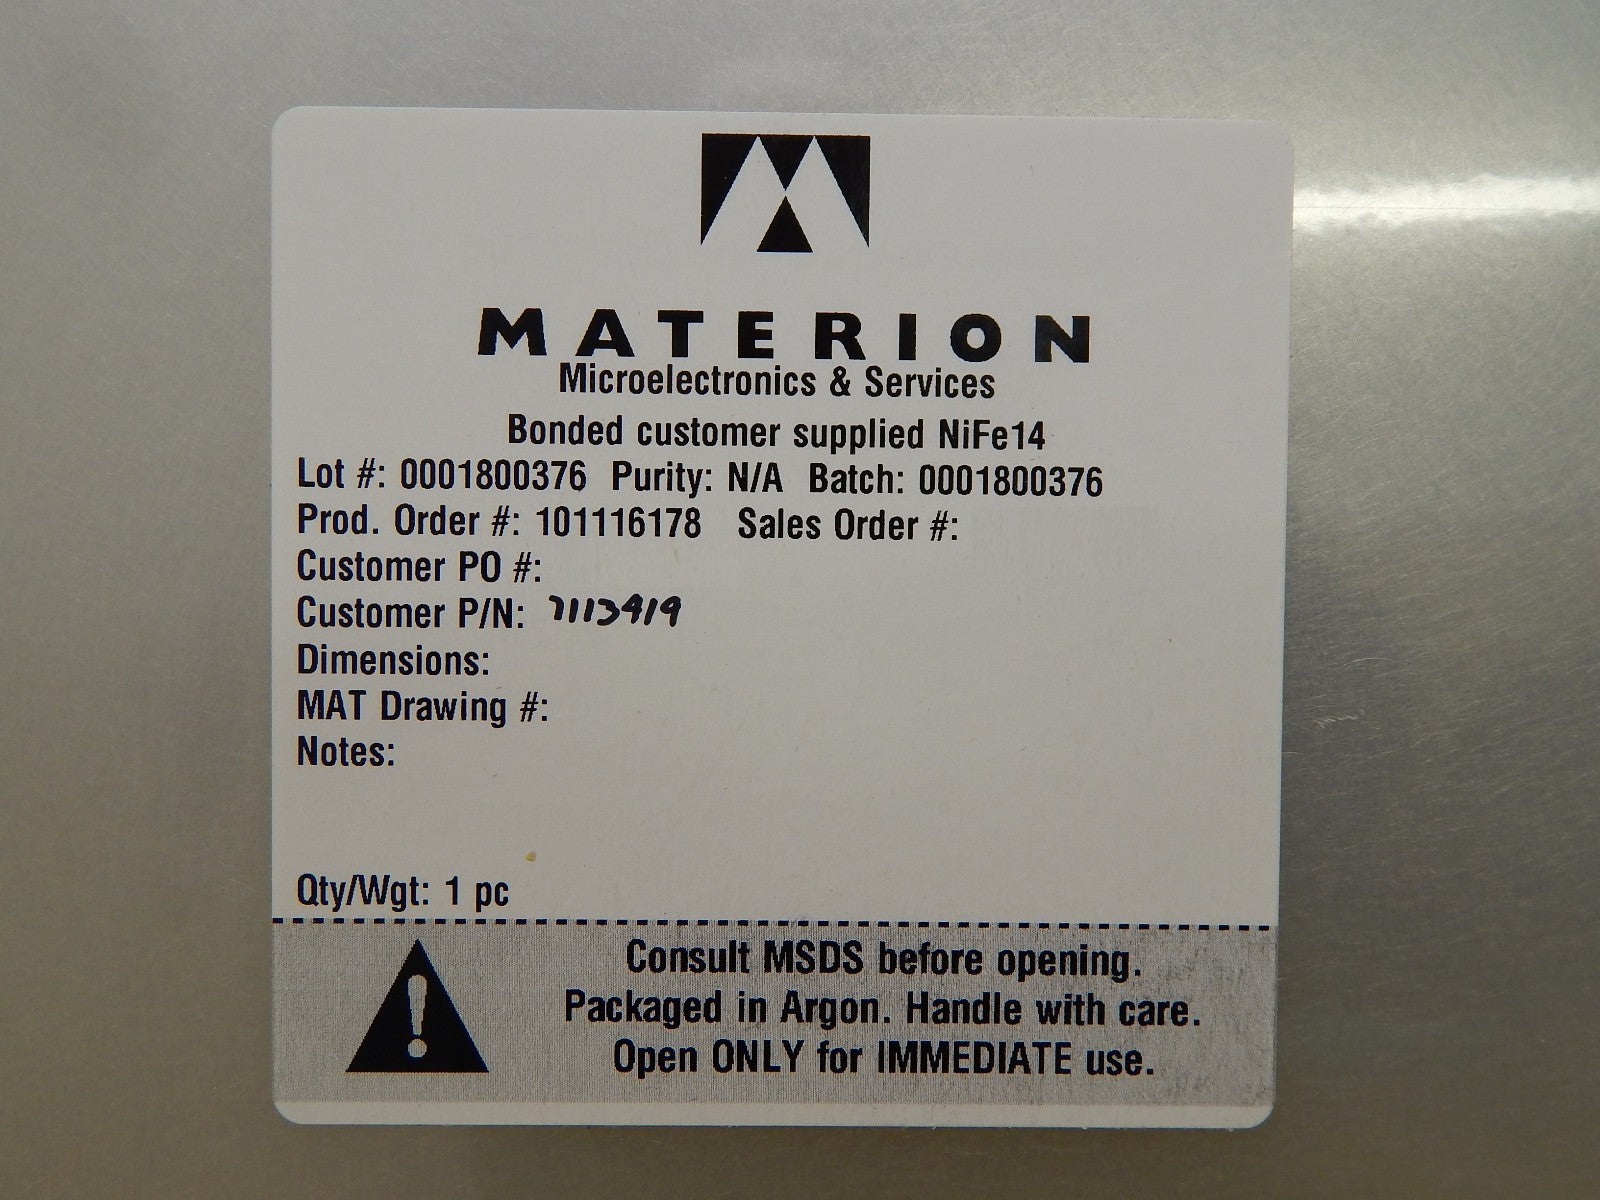 MATERION
Microelectronics & Services
Bonded customer supplied NiFe14
Lot #: 0001800376 Purity: N/A Batch: 0001800376
Prod. Order #: 101116178 Sales Order #:
Customer PO #:
Customer P/N: 7113419
Dimensions:
MAT Drawing #:
Notes:
Qty/Wgt: 1 pc
Consult MSDS before opening.
Packaged in Argon. Handle with care.
Open ONLY for IMMEDIATE use.